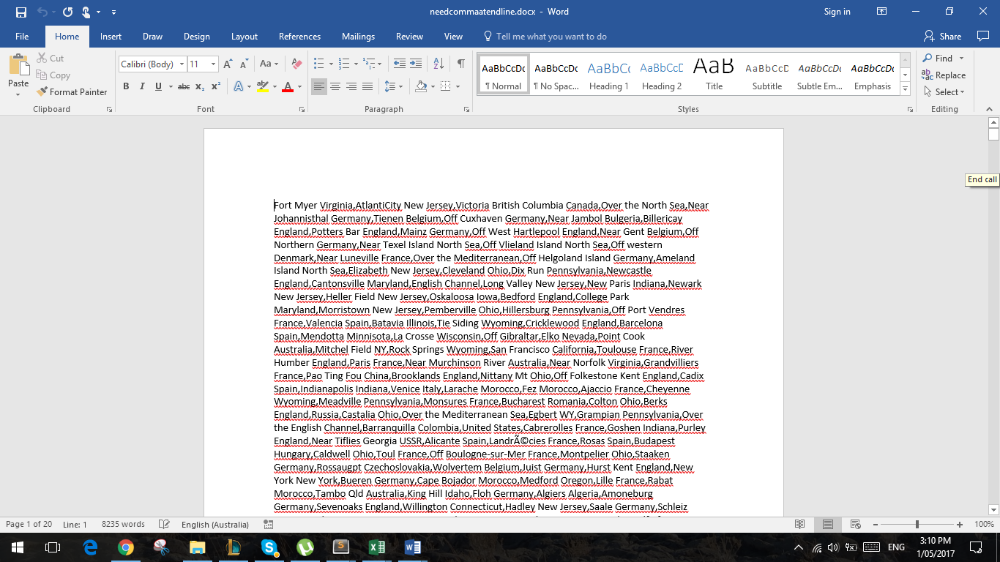 needcommaatendline.docx - Word
Sign in
File Home Insert Draw Design Layout References Mailings Review View Tell me what you want to do Share
Paste Cut Copy Format Painter
Calibri (Body) 11
AaBbCcDc AaBbCcDc AaBbCc AaBbCcD AaB AaBbCcD AaBbCcDc AaBbCcDc
¶ Normal ¶ No Spac... Heading 1 Heading 2 Title Subtitle Subtle Em... Emphasis
Find Replace Select
Clipboard Font Paragraph Styles Editing
End call
Fort Myer Virginia,AtlantiCity New Jersey,Victoria British Columbia Canada,Over the North Sea,Near
Johannisthal Germany,Tienen Belgium,Off Cuxhaven Germany,Near Jambol Bulgeria,Billericay
England,Potters Bar England,Mainz Germany,Off West Hartlepool England,Near Gent Belgium,Off
Northern Germany,Near Texel Island North Sea,Off Vlieland Island North Sea,Off western
Denmark,Near Luneville France,Over the Mediterranean,Off Helgoland Island Germany,Ameland
Island North Sea,Elizabeth New Jersey,Cleveland Ohio,Dix Run Pennsylvania,Newcastle
England,Cantonsville Maryland,English Channel,Long Valley New Jersey,New Paris Indiana,Newark
New Jersey,Heller Field New Jersey,Oskaloosa Iowa,Bedford England,College Park
Maryland,Morristown New Jersey,Pemberville Ohio,Hillersburg Pennsylvania,Off Port Vendres
France,Valencia Spain,Batavia Illinois,Tie Siding Wyoming,Cricklewood England,Barcelona
Spain,Mendotta Minnisota,La Crosse Wisconsin,Off Gibraltar,Elko Nevada,Point Cook
Australia,Mitchel Field NY,Rock Springs Wyoming,San Francisco California,Toulouse France,River
Humber England,Paris France,Near Murchinson River Australia,Near Norfolk Virginia,Grandvilliers
France,Pao Ting Fou China,Brooklands England,Nittany Mt Ohio,Off Folkestone Kent England,Cadix
Spain,Indianapolis Indiana,Venice Italy,Larache Morocco,Fez Morocco,Ajaccio France,Cheyenne
Wyoming,Meadville Pennsylvania,Monsures France,Bucharest Romania,Colton Ohio,Berks
England,Russia,Castalia Ohio,Over the Mediterranean Sea,Egbert WY,Grampian Pennsylvania,Over
the English Channel,Barranquilla Colombia,United States,Cabrerolles France,Goshen Indiana,Purley
England,Near Tiflies Georgia USSR,Alicante Spain,LandrÃ©cies France,Rosas Spain,Budapest
Hungary,Caldwell Ohio,Toul France,Off Boulogne-sur-Mer France,Montpelier Ohio,Staaken
Germany,Rossaugpt Czechoslovakia,Wolvertem Belgium,Juist Germany,Hurst Kent England,New
York New York,Bueren Germany,Cape Bojador Morocco,Medford Oregon,Lille France,Rabat
Morocco,Tambo Qld Australia,King Hill Idaho,Floh Germany,Algiers Algeria,Amoneburg
Germany,Sevenoaks England,Willington Connecticut,Hadley New Jersey,Saale Germany,Schleiz
Page 1 of 20 Line: 1 8235 words English (Australia) 100%
ENG 3:10 PM
1/05/2017